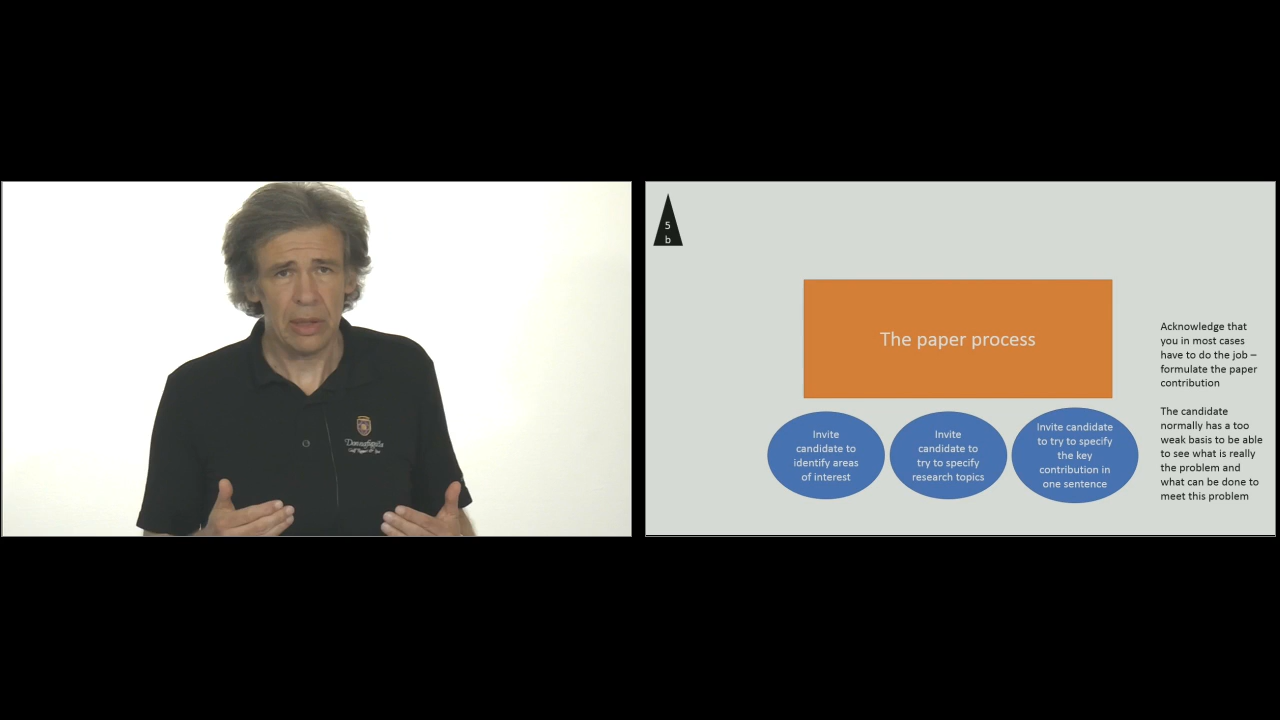 5
b
The paper process
Invite
candidate to
identify areas
of interest
Invite
candidate to
try to specify
research topics
Invite candidate
to try to specify
the key
contribution in
one sentence
Acknowledge that
you in most cases
have to do the job –
formulate the paper
contribution
The candidate
normally has a too
weak basis to be able
to see what is really
the problem and
what can be done to
meet this problem